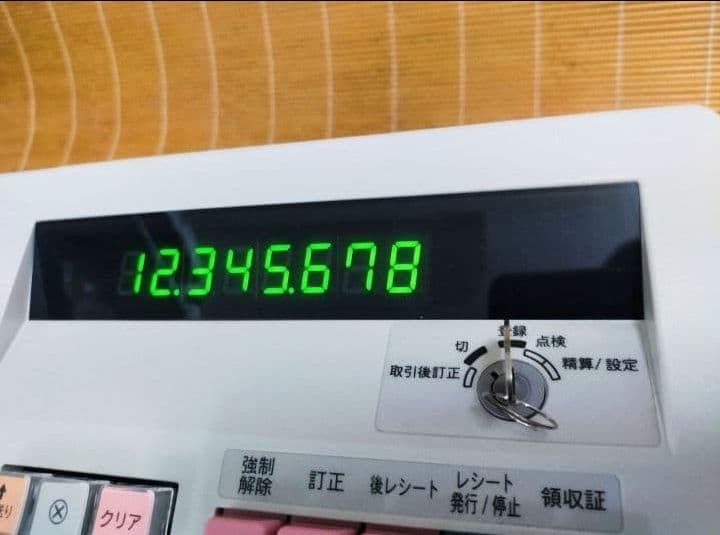 12.345.678
登録
切
点検
取引後訂正
精算/設定
強制
解除
訂正
後レシート
レシート
発行/停止
領収証
クリア